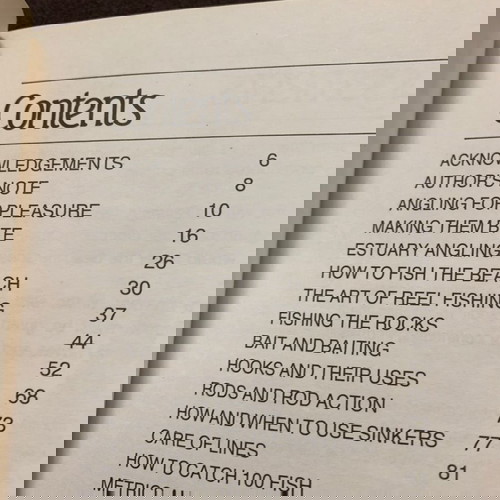 Contents
ACKNOWLEDGEMENTS 6
AUTHOR'S NOTE 8
ANGLING FOR PLEASURE 10
MAKING THEM BITE 16
ESTUARY ANGLING 26
HOW TO FISH THE BEACH 30
THE ART OF REEL FISHING 37
FISHING THE ROCKS 44
BAIT AND BAITING 52
HOOKS AND THEIR USES 68
RODS AND ROD ACTION 73
HOW AND WHEN TO USE SINKERS 77
CARE OF LINES 81
HOW TO CATCH 100 FISH